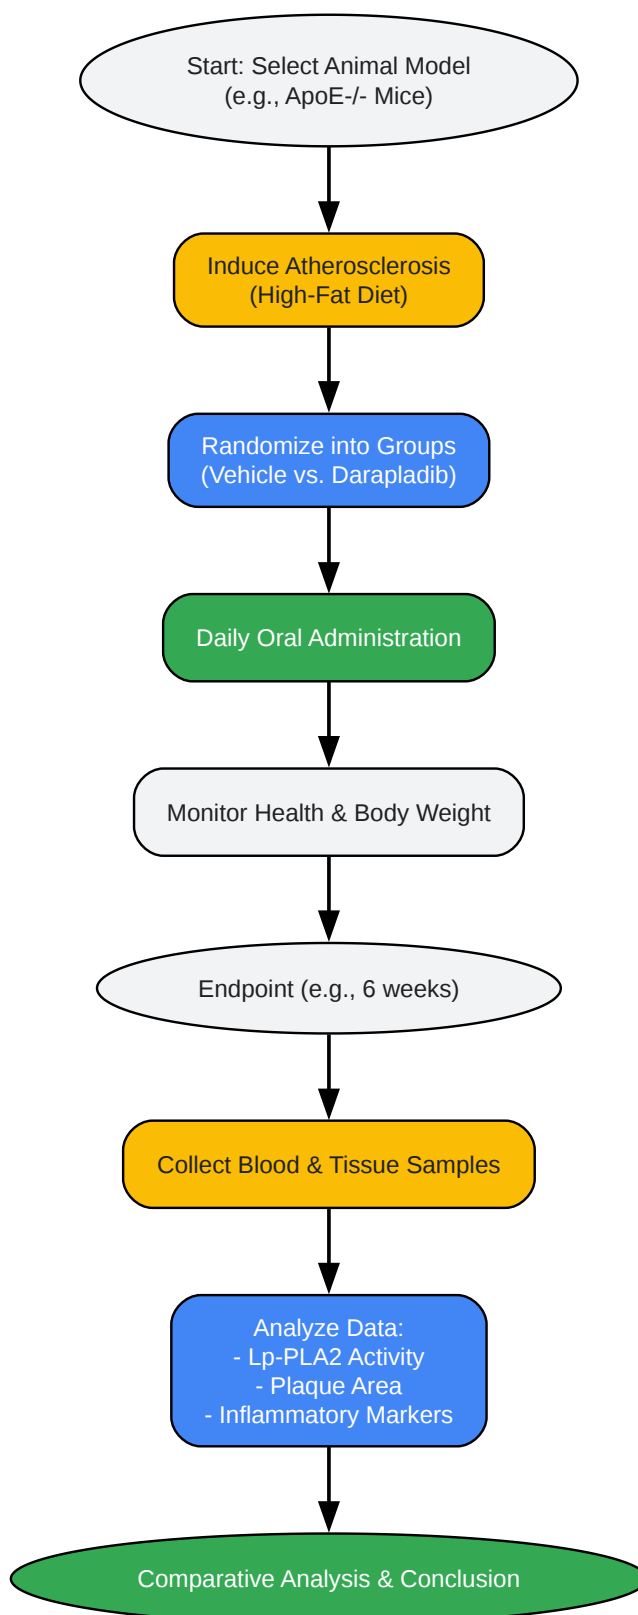 Start: Select Animal Model
(e.g., ApoE-/- Mice)
Induce Atherosclerosis
(High-Fat Diet)
Randomize into Groups
(Vehicle vs. Darapladib)
Daily Oral Administration
Monitor Health & Body Weight
Endpoint (e.g., 6 weeks)
Collect Blood & Tissue Samples
Analyze Data:
- Lp-PLA2 Activity
- Plaque Area
- Inflammatory Markers
Comparative Analysis & Conclusion